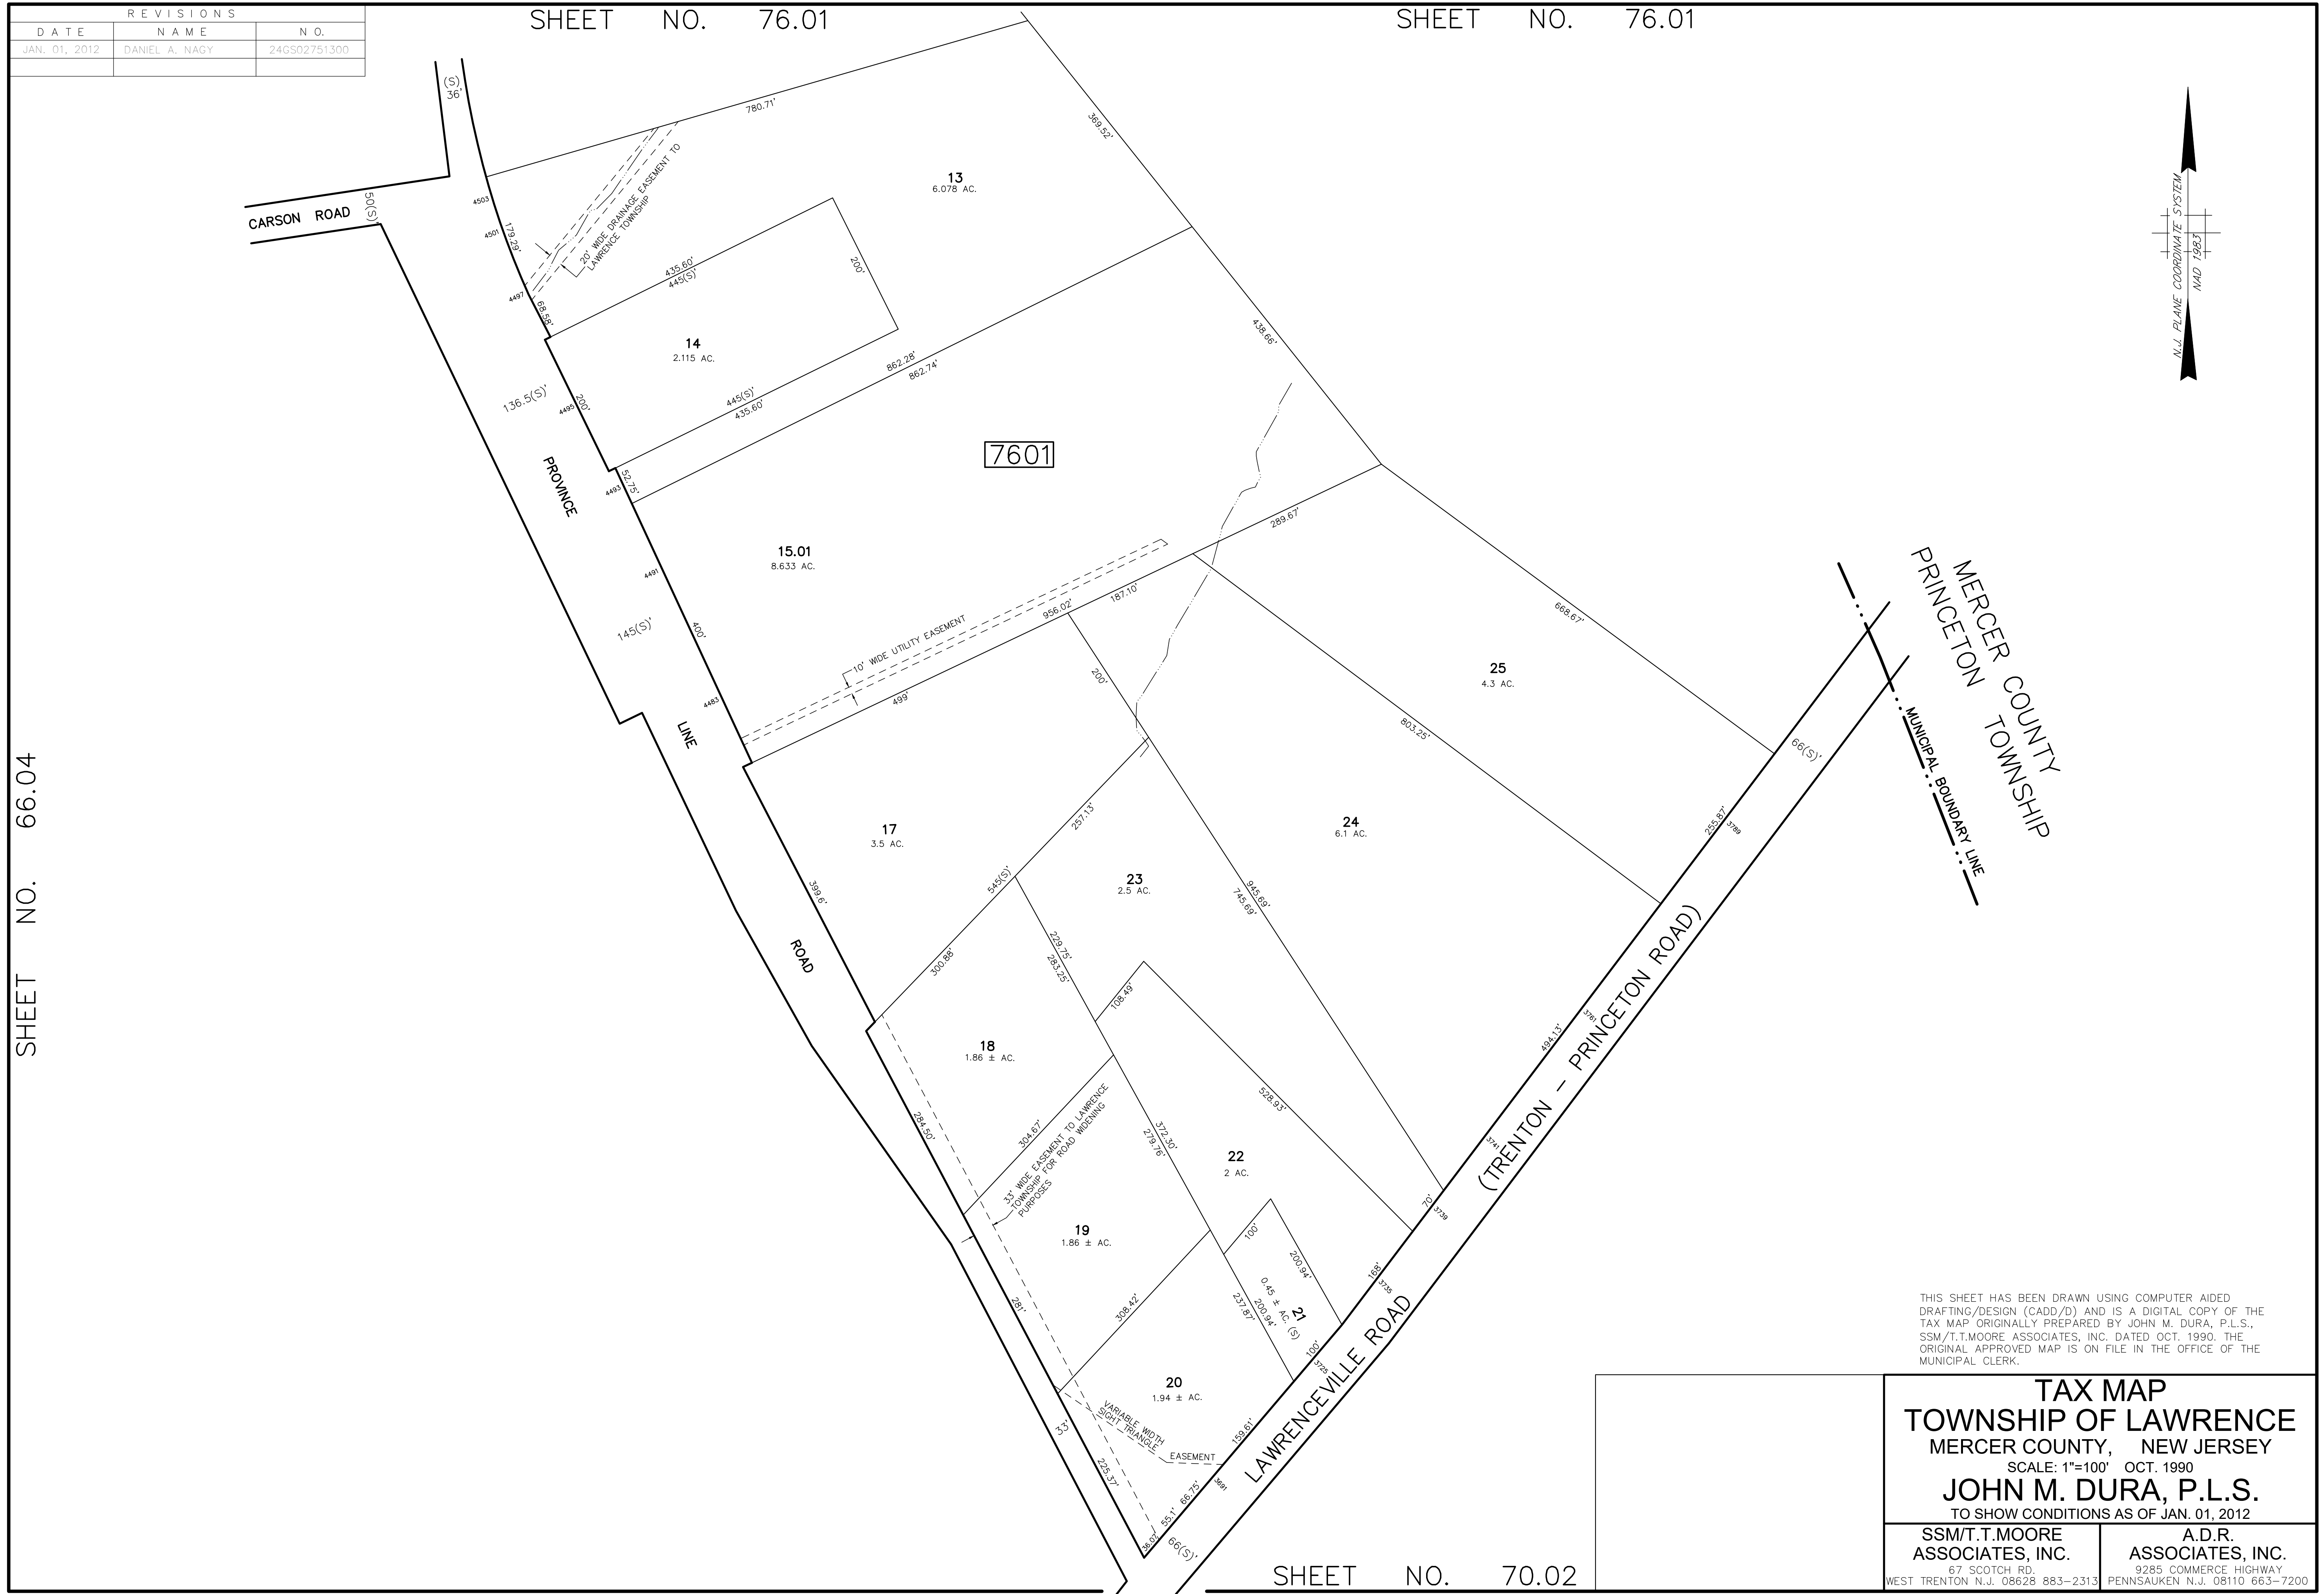 REVISIONS
DATE NAME NO.
JAN. 01, 2012 DANIEL A. NAGY 24GS02751300
SHEET NO. 76.01
SHEET NO. 76.01
(S)
36'
780.71'
369.52'
CARSON ROAD
50(S)'
4503
179.29'
4501
4497
68.58'
20' WIDE DRAINAGE EASEMENT TO
LAWRENCE TOWNSHIP
13
6.078 AC.
435.60'
445(S)'
200'
14
2.115 AC.
445(S)'
435.60'
862.28'
862.74'
438.66'
136.5(S)'
4495
200'
4493
52.75'
7601
N.J. PLANE COORDINATE SYSTEM
NAD 1983
PROVINCE
LINE
ROAD
15.01
8.633 AC.
4491
145(S)'
400'
4483
10' WIDE UTILITY EASEMENT
956.02'
499'
187.10'
289.67'
200'
668.67'
25
4.3 AC.
803.25'
MERCER COUNTY
PRINCETON TOWNSHIP
MUNICIPAL BOUNDARY LINE
66(S)'
255.87'
3789
SHEET NO. 66.04
17
3.5 AC.
399.6'
257.13'
545(S)'
300.88'
23
2.5 AC.
24
6.1 AC.
945.69'
745.69'
229.75'
283.25'
108.49'
494.13'
3761
3741
18
1.86 ± AC.
284.50'
304.67'
33' WIDE EASEMENT TO LAWRENCE
TOWNSHIP FOR ROAD WIDENING
PURPOSES
372.30'
279.76'
528.93'
22
2 AC.
70'
3739
19
1.86 ± AC.
281'
308.42'
100'
200.94'
21
0.45 ± AC. (S)
200.94'
237.87'
168'
3735
100'
3725
20
1.94 ± AC.
VARIABLE WIDTH
SIGHT TRIANGLE
EASEMENT
33'
225.37'
159.61'
3691
66.75'
55.1'
36.07'
66(S)'
LAWRENCEVILLE ROAD
(TRENTON - PRINCETON ROAD)
SHEET NO. 70.02
THIS SHEET HAS BEEN DRAWN USING COMPUTER AIDED
DRAFTING/DESIGN (CADD/D) AND IS A DIGITAL COPY OF THE
TAX MAP ORIGINALLY PREPARED BY JOHN M. DURA, P.L.S.,
SSM/T.T.MOORE ASSOCIATES, INC. DATED OCT. 1990. THE
ORIGINAL APPROVED MAP IS ON FILE IN THE OFFICE OF THE
MUNICIPAL CLERK.
TAX MAP
TOWNSHIP OF LAWRENCE
MERCER COUNTY, NEW JERSEY
SCALE: 1"=100' OCT. 1990
JOHN M. DURA, P.L.S.
TO SHOW CONDITIONS AS OF JAN. 01, 2012
SSM/T.T.MOORE
ASSOCIATES, INC.
67 SCOTCH RD.
WEST TRENTON N.J. 08628 883-2313
A.D.R.
ASSOCIATES, INC.
9285 COMMERCE HIGHWAY
PENNSAUKEN N.J. 08110 663-7200